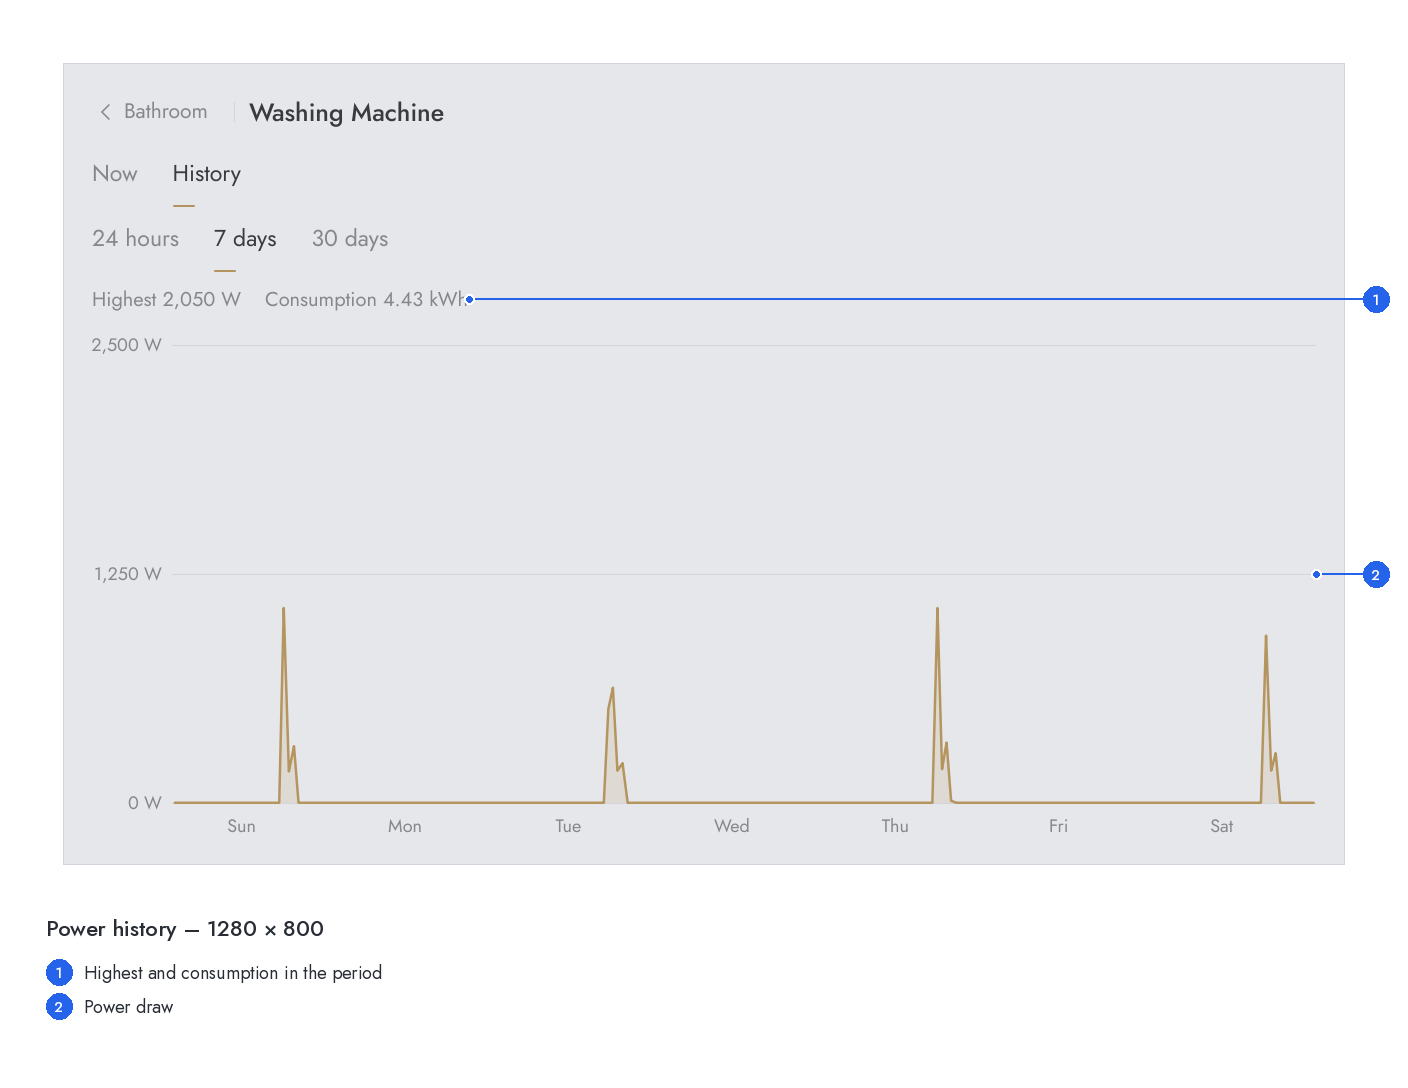 Bathroom
Washing Machine
Now History
24 hours 7 days 30 days
Highest 2,050 W Consumption 4.43 kWh
1
2,500 W
1,250 W
2
0 W
Sun Mon Tue Wed Thu Fri Sat
Power history – 1280 × 800
1 Highest and consumption in the period
2 Power draw